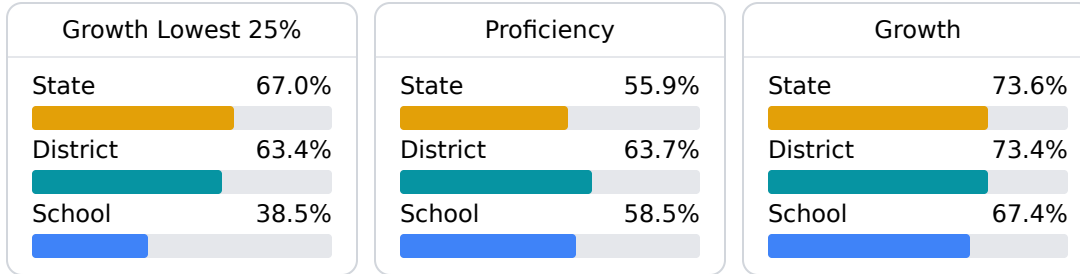 Growth Lowest 25%
State 67.0%
District 63.4%
School 38.5%
Proficiency
State 55.9%
District 63.7%
School 58.5%
Growth
State 73.6%
District 73.4%
School 67.4%